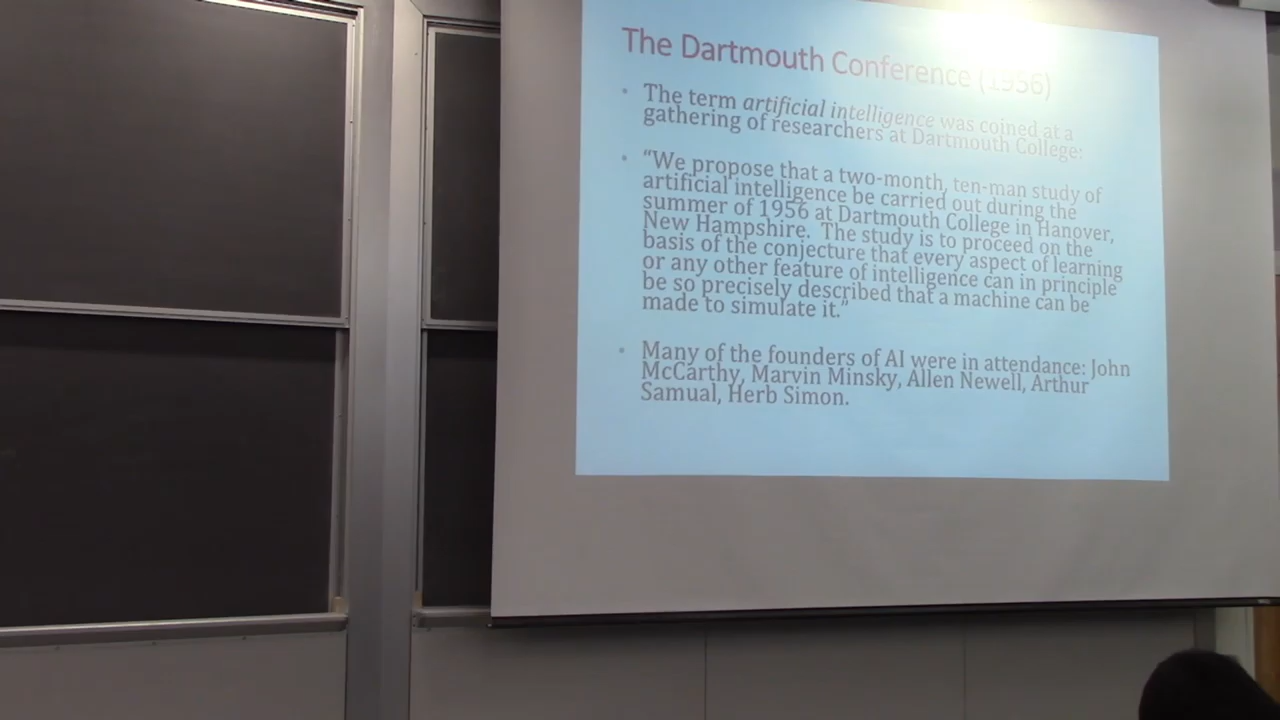 The Dartmouth Conference (1956)
• The term artificial intelligence was coined at a
gathering of researchers at Dartmouth College:
• “We propose that a two-month, ten-man study of
artificial intelligence be carried out during the
summer of 1956 at Dartmouth College in Hanover,
New Hampshire. The study is to proceed on the
basis of the conjecture that every aspect of learning
or any other feature of intelligence can in principle
be so precisely described that a machine can be
made to simulate it.”
• Many of the founders of AI were in attendance: John
McCarthy, Marvin Minsky, Allen Newell, Arthur
Samual, Herb Simon.